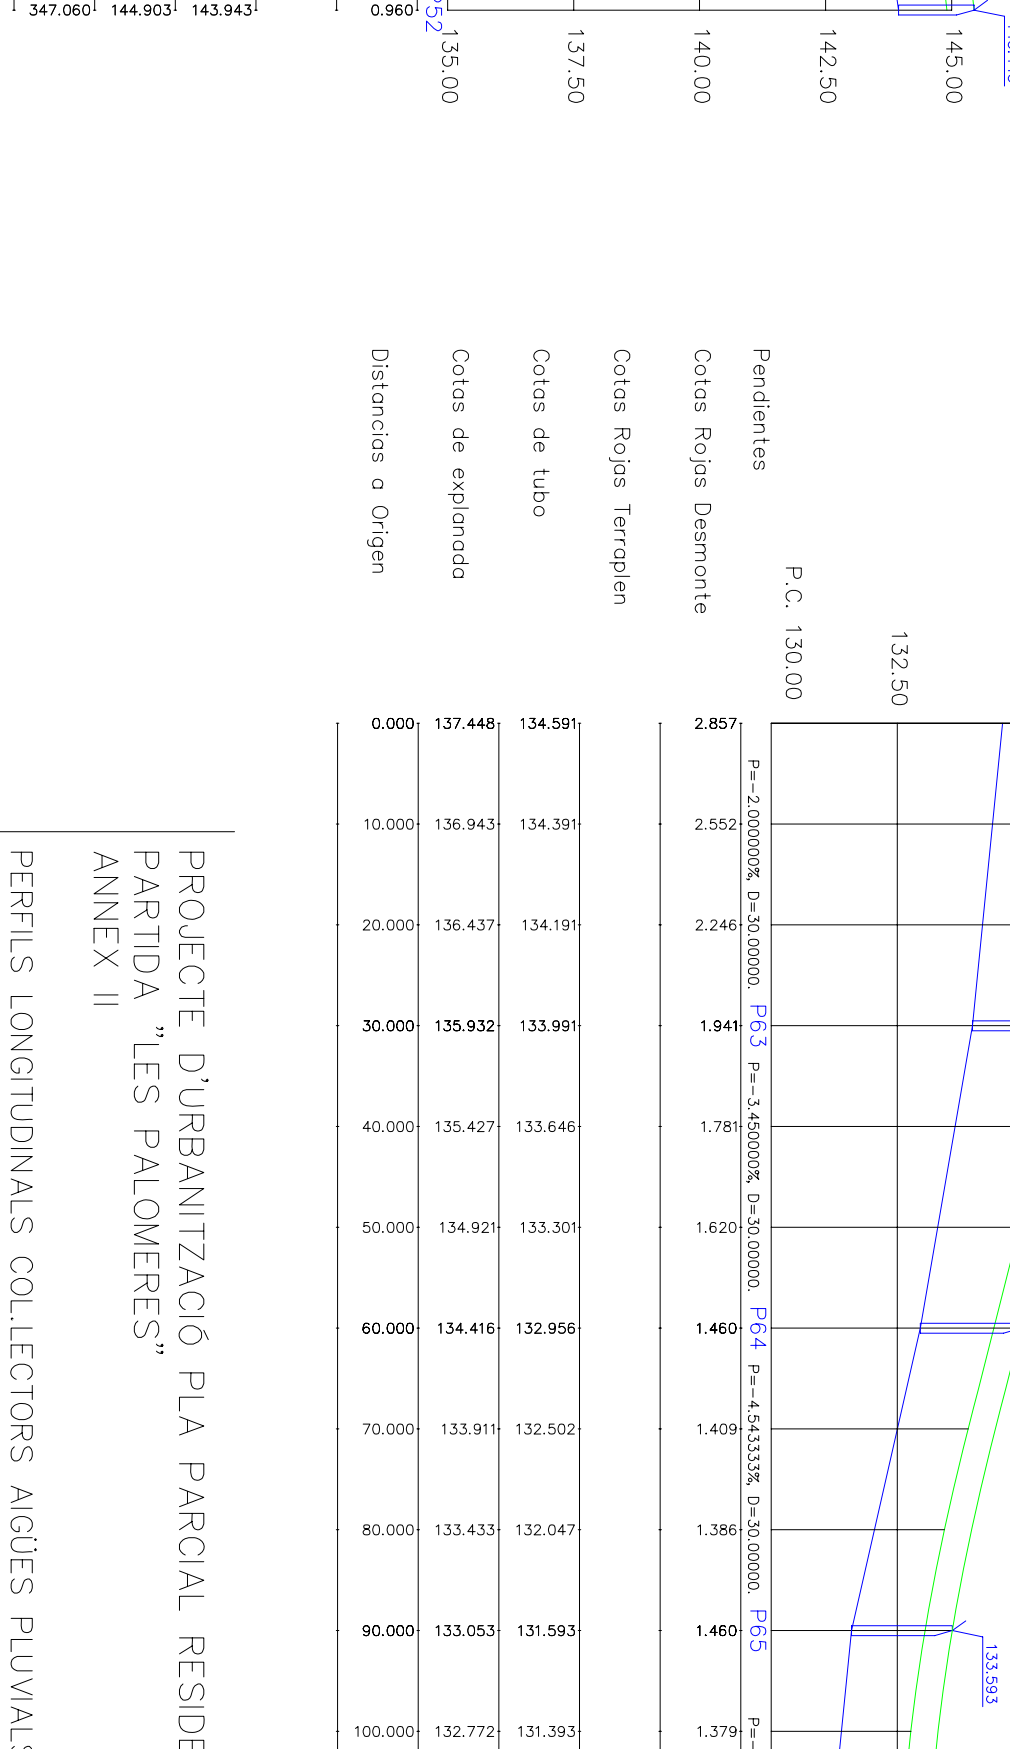 145.00
142.50
140.00
137.50
135.00
P52
0.960
347.060 144.903 143.943
132.50
P.C. 130.00
Pendientes P=-2.000000%, D=30.00000. P63 P=-3.450000%, D=30.00000. P64 P=-4.543333%, D=30.00000. P65 P=-
Cotas Rojas Desmonte 2.857 2.552 2.246 1.941 1.781 1.620 1.460 1.409 1.386 1.460 1.379
Cotas Rojas Terraplen
Cotas de tubo 134.591 134.391 134.191 133.991 133.646 133.301 132.956 132.502 132.047 131.593 131.393
Cotas de explanada 137.448 136.943 136.437 135.932 135.427 134.921 134.416 133.911 133.433 133.053 132.772
Distancias a Origen 0.000 10.000 20.000 30.000 40.000 50.000 60.000 70.000 80.000 90.000 100.000
133.593
PROJECTE D'URBANITZACIÓ PLA PARCIAL RESIDE
PARTIDA "LES PALOMERES"
ANNEX II
PERFILS LONGITUDINALS COL.LECTORS AIGÜES PLUVIALS